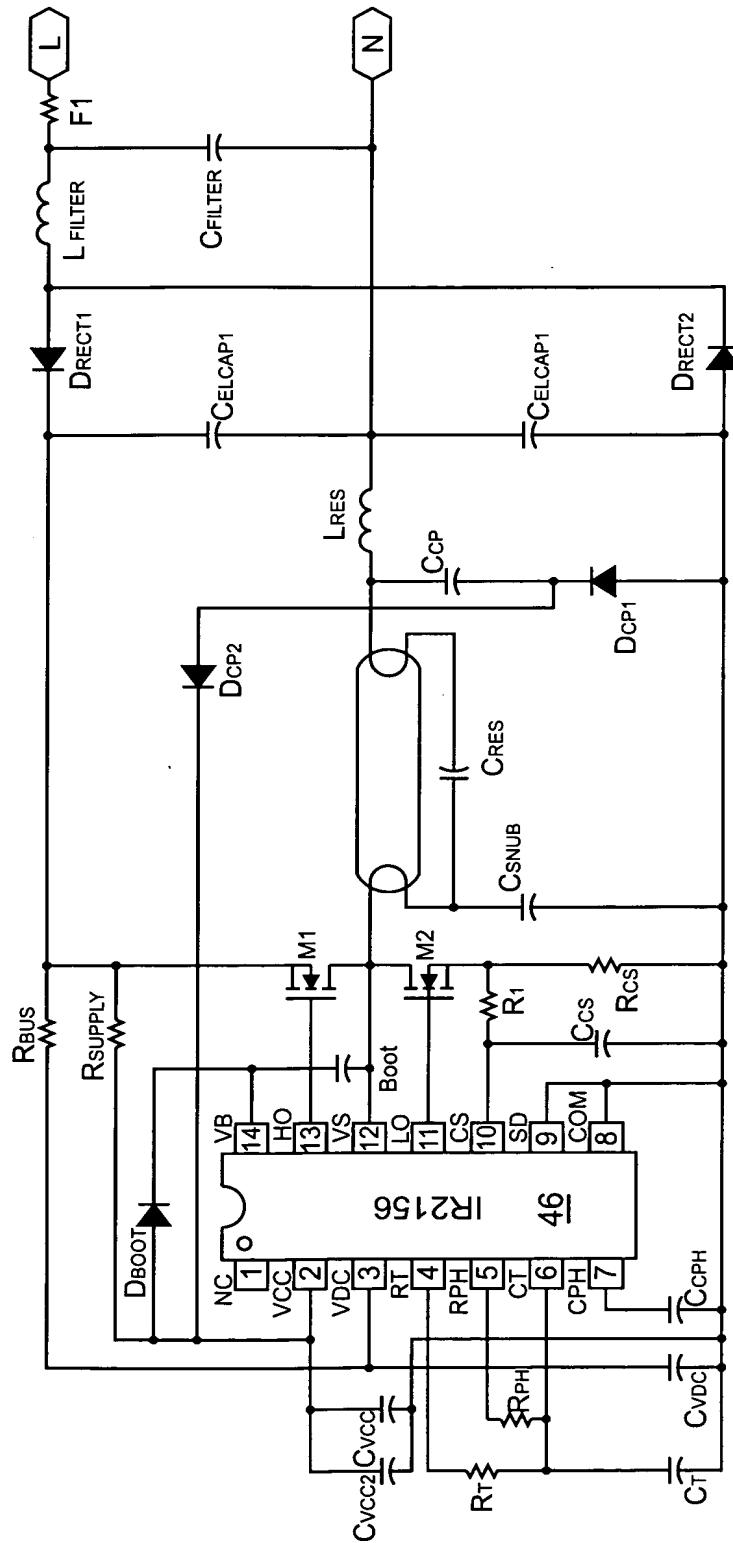 L
N
F1
L FILTER
CFILTER
DRECT1
DRECT2
CELCAP1
CELCAP1
LRES
CCP
DCP1
DCP2
CRES
CSNUB
RBUS
RSUPPLY
M1
M2
R1
RCS
CCS
BOOT
DBOOT
VB
14
HO
13
VS
12
LO
11
CS
10
SD
9
COM
8
IR2156
46
NC
1
VCC
2
VDC
3
RT
4
RPH
5
CT
6
CPH
7
CVCC2
CVCC
RT
RPH
CT
CVDC
CCPH